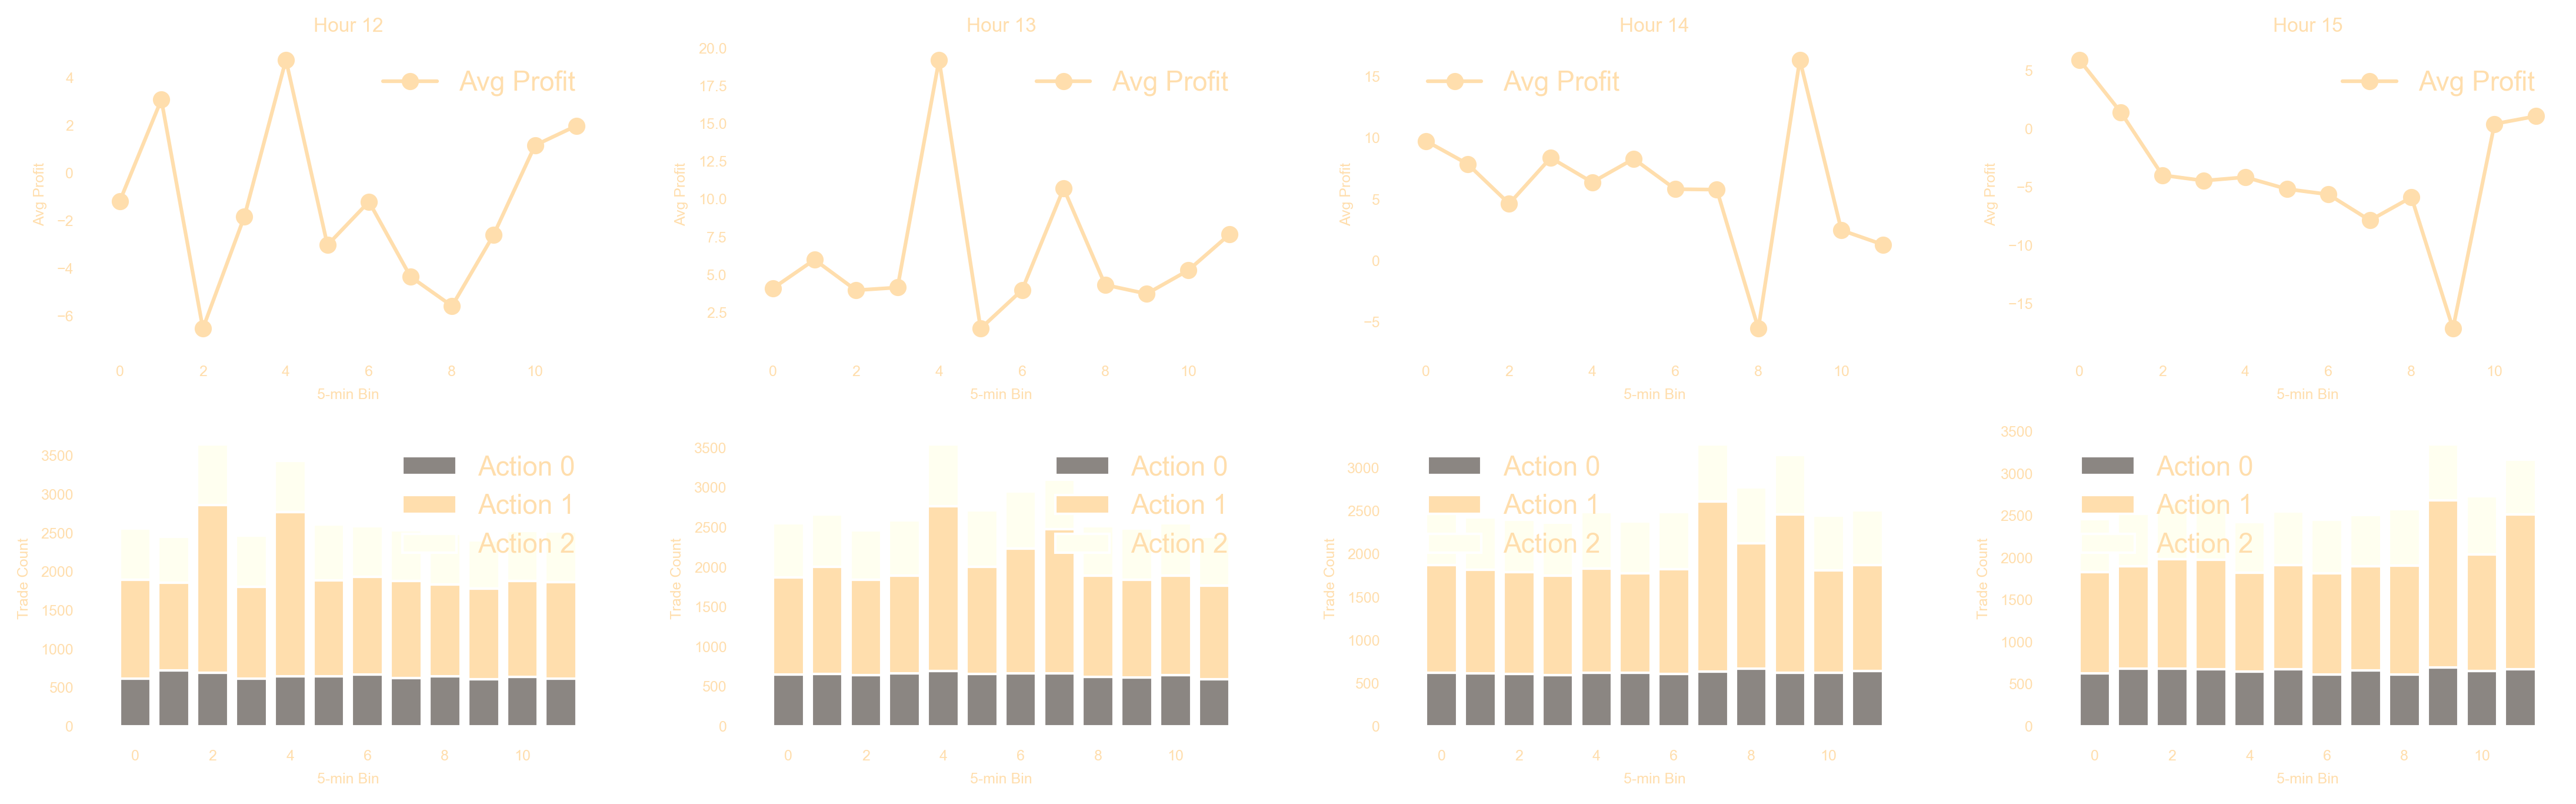 Hour 12
Avg Profit
Avg Profit
4
2
0
−2
−4
−6
0 2 4 6 8 10
5-min Bin
Hour 13
Avg Profit
Avg Profit
20.0
17.5
15.0
12.5
10.0
7.5
5.0
2.5
0 2 4 6 8 10
5-min Bin
Hour 14
Avg Profit
Avg Profit
15
10
5
0
−5
0 2 4 6 8 10
5-min Bin
Hour 15
Avg Profit
Avg Profit
5
0
−5
−10
−15
0 2 4 6 8 10
5-min Bin
Trade Count
3500
3000
2500
2000
1500
1000
500
0
Action 0
Action 1
Action 2
0 2 4 6 8 10
5-min Bin
Trade Count
3500
3000
2500
2000
1500
1000
500
0
Action 0
Action 1
Action 2
0 2 4 6 8 10
5-min Bin
Trade Count
3000
2500
2000
1500
1000
500
0
Action 0
Action 1
Action 2
0 2 4 6 8 10
5-min Bin
Trade Count
3500
3000
2500
2000
1500
1000
500
0
Action 0
Action 1
Action 2
0 2 4 6 8 10
5-min Bin